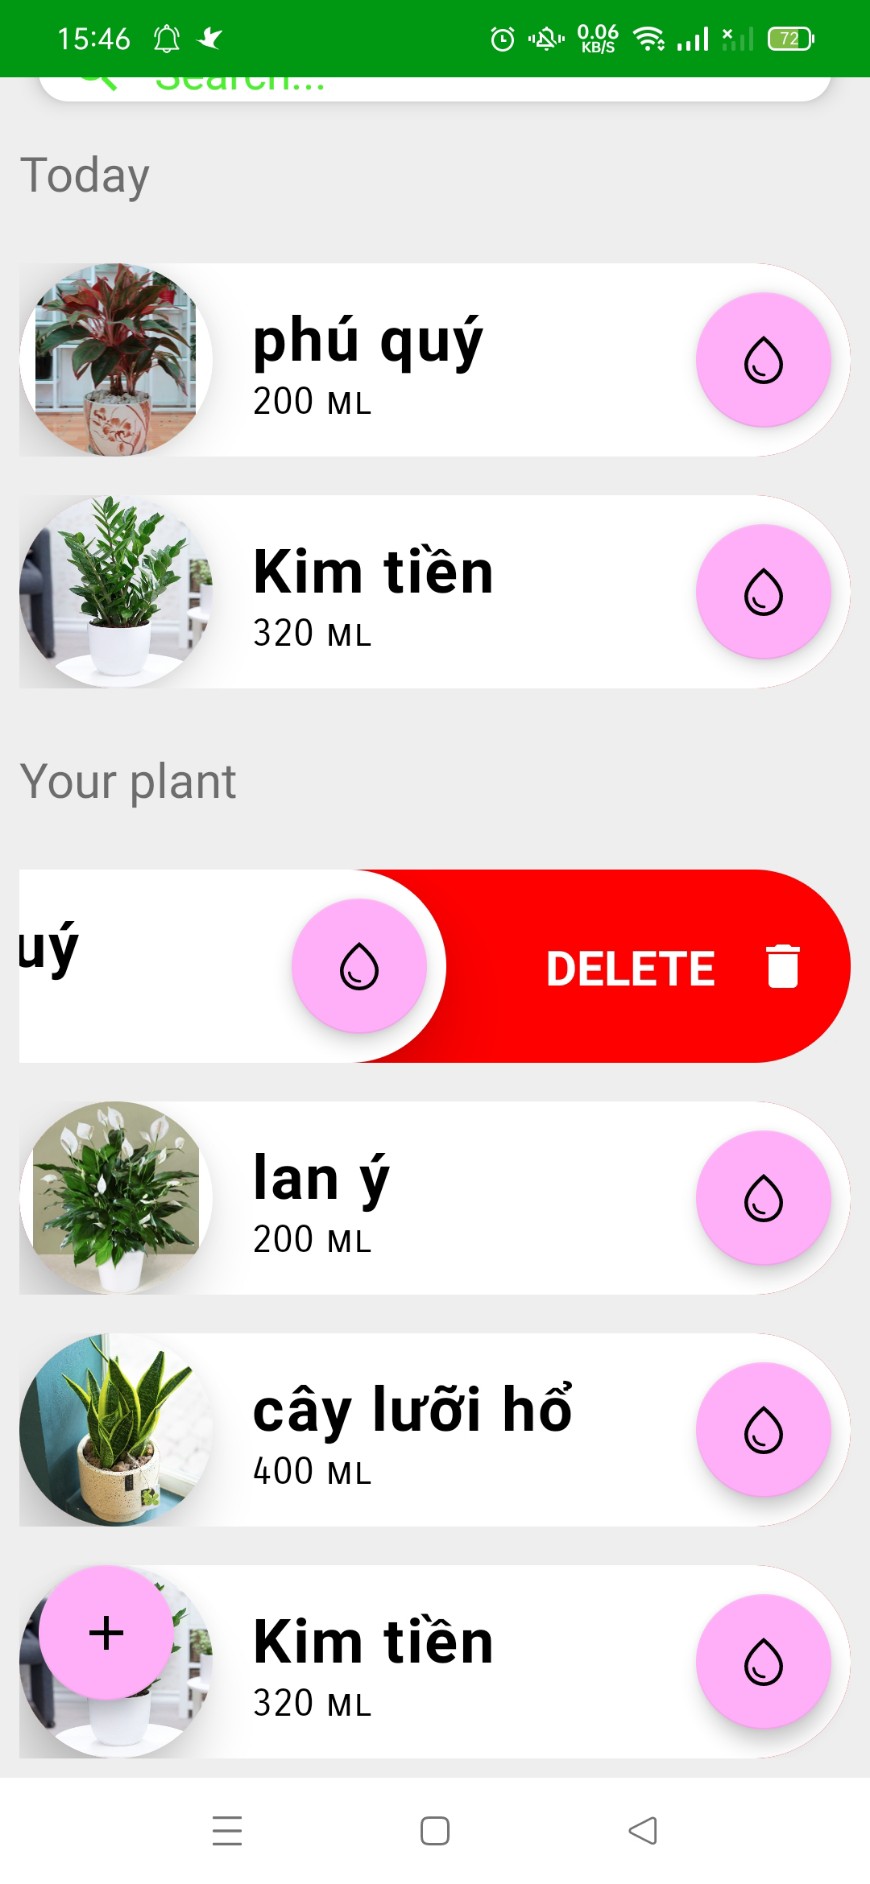 15:46
0.06
KB/S
72
Search...
Today
phú quý
200 ML
Kim tiền
320 ML
Your plant
uý
DELETE
lan ý
200 ML
cây lưỡi hổ
400 ML
Kim tiền
320 ML